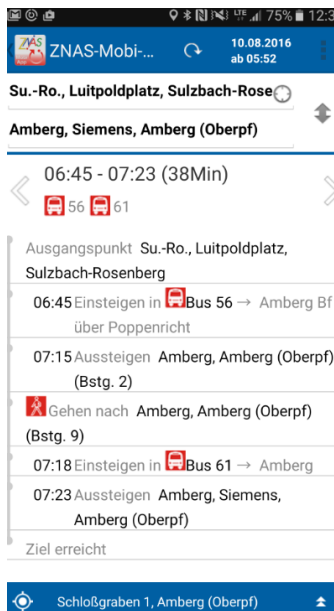 LTE 75% 12:3
ZNAS
ZNAS-Mobi-...
10.08.2016
ab 05:52
Su.-Ro., Luitpoldplatz, Sulzbach-Rose
Amberg, Siemens, Amberg (Oberpf)
06:45 - 07:23 (38Min)
56 61
Ausgangspunkt Su.-Ro., Luitpoldplatz,
Sulzbach-Rosenberg
06:45 Einsteigen in Bus 56 → Amberg Bf
über Poppenricht
07:15 Aussteigen Amberg, Amberg (Oberpf)
(Bstg. 2)
Gehen nach Amberg, Amberg (Oberpf)
(Bstg. 9)
07:18 Einsteigen in Bus 61 → Amberg
07:23 Aussteigen Amberg, Siemens,
Amberg (Oberpf)
Ziel erreicht
Schloßgraben 1, Amberg (Oberpf)